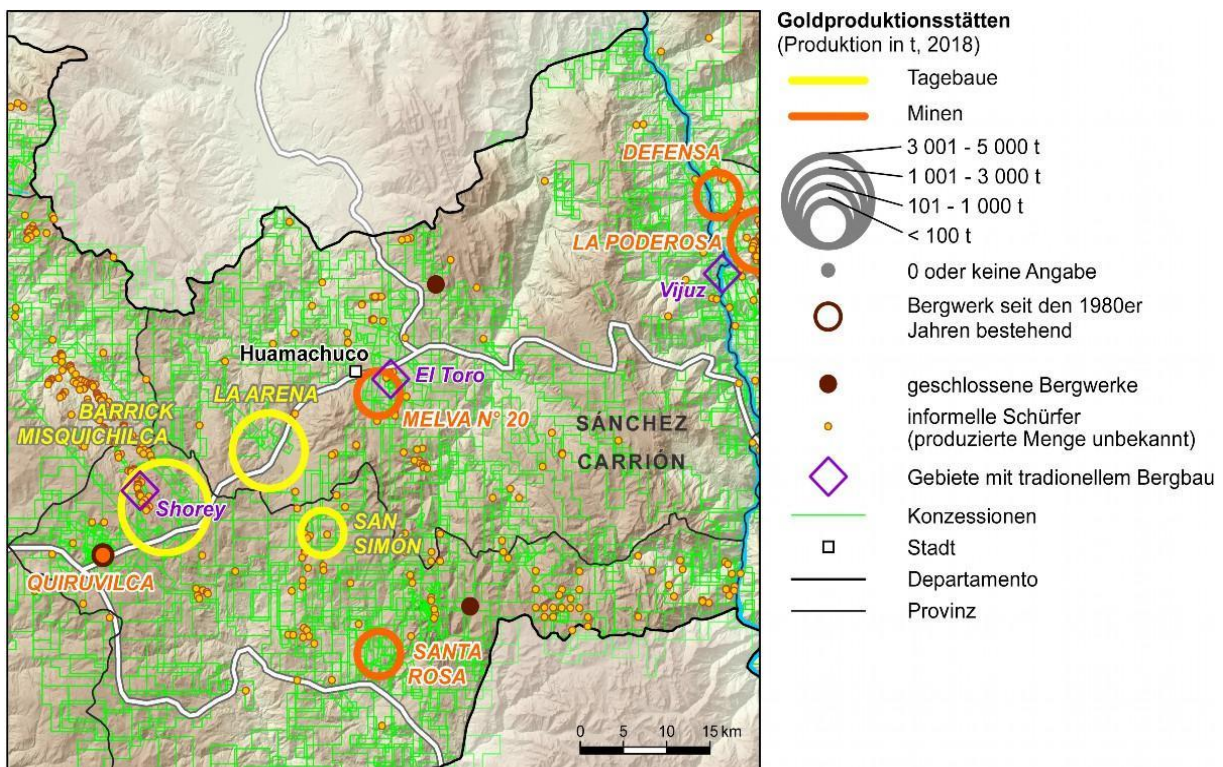 DEFENSA
LA PODEROSA
Vijuz
Huamachuco
El Toro
LA ARENA
MELVA N° 20
BARRICK
MISQUICHILCA
SÁNCHEZ
CARRIÓN
Shorey
SAN
SIMÓN
QUIRUVILCA
SANTA
ROSA
0 5 10 15 km
Goldproduktionsstätten
(Produktion in t, 2018)
Tagebaue
Minen
3 001 - 5 000 t
1 001 - 3 000 t
101 - 1 000 t
< 100 t
0 oder keine Angabe
Bergwerk seit den 1980er
Jahren bestehend
geschlossene Bergwerke
informelle Schürfer
(produzierte Menge unbekannt)
Gebiete mit tradionellem Bergbau
Konzessionen
Stadt
Departamento
Provinz